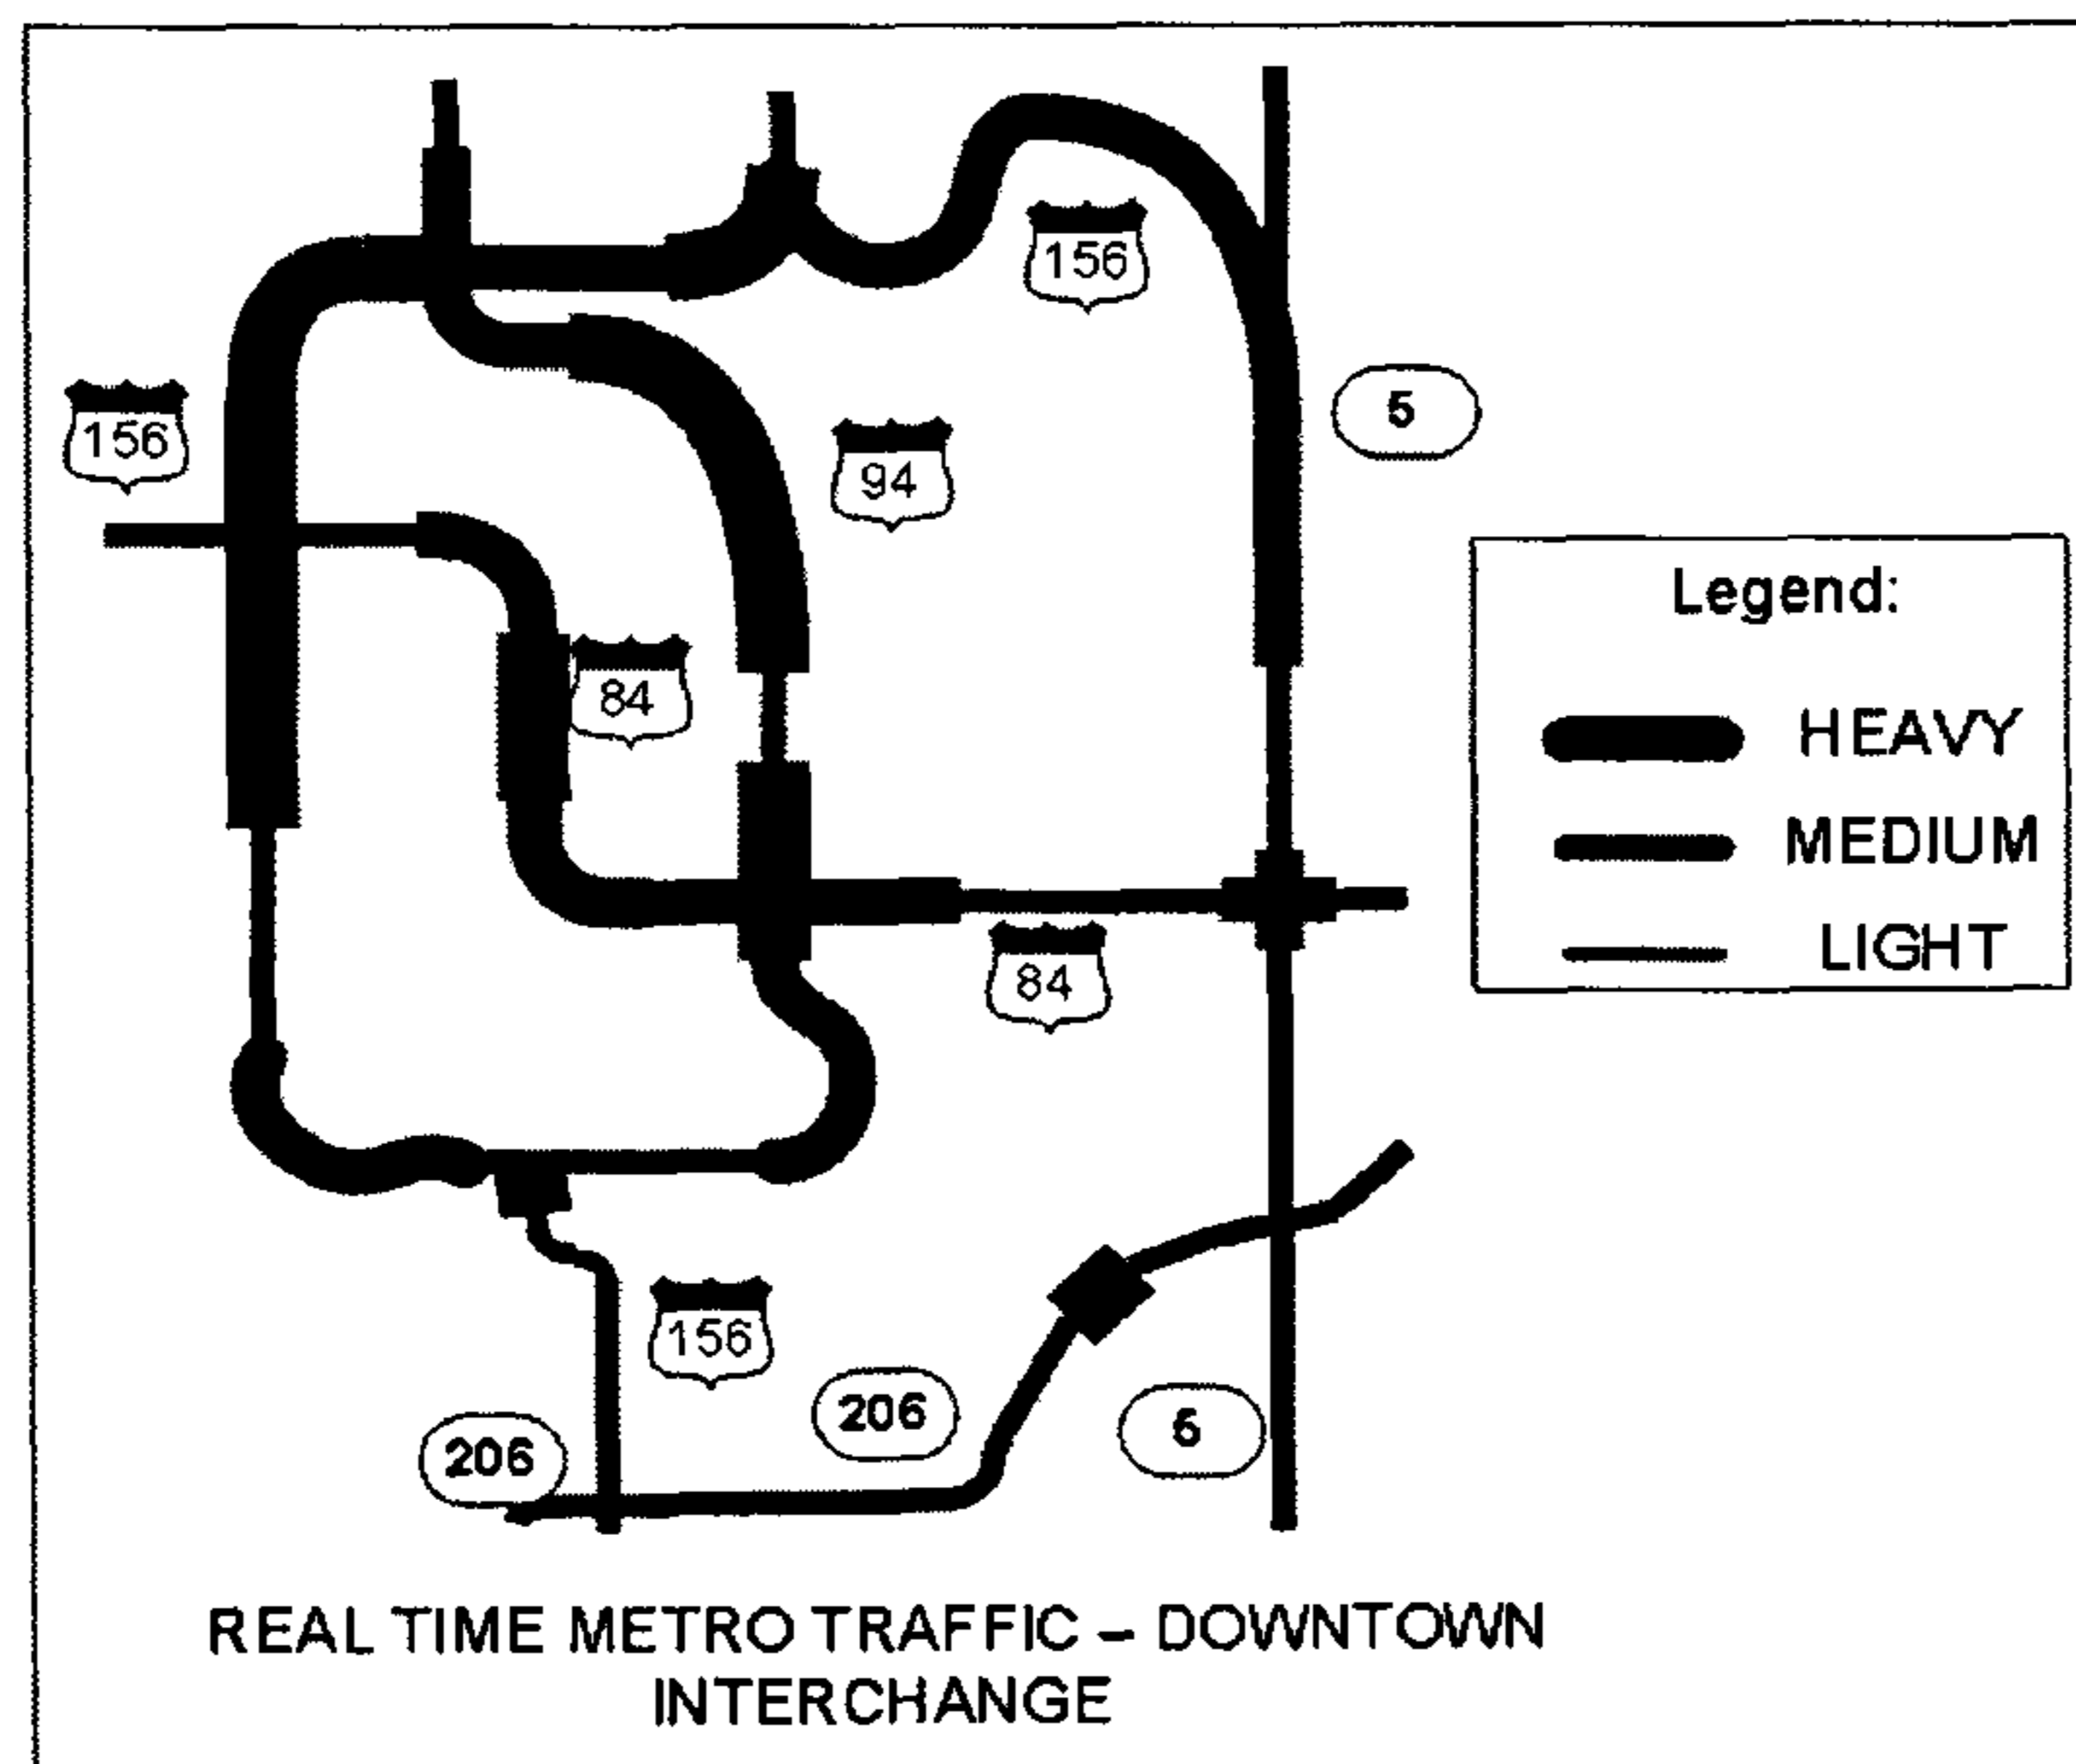 156
156
5
94
Legend:
84
HEAVY
MEDIUM
LIGHT
84
156
206
206
6
REAL TIME METRO TRAFFIC – DOWNTOWN
INTERCHANGE